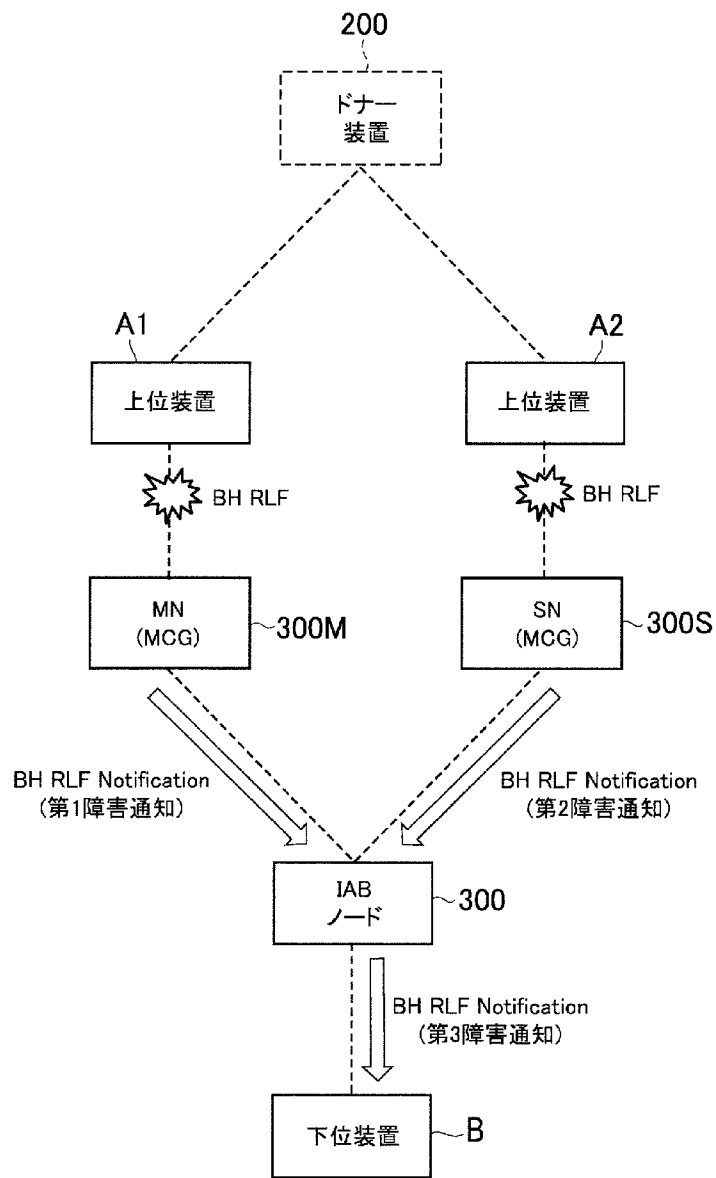 200
ドナー
装置
A1
A2
上位装置
上位装置
BH RLF
BH RLF
MN
(MCG)
300M
SN
(MCG)
300S
BH RLF Notification
(第1障害通知)
BH RLF Notification
(第2障害通知)
IAB
ノード
300
BH RLF Notification
(第3障害通知)
下位装置
B